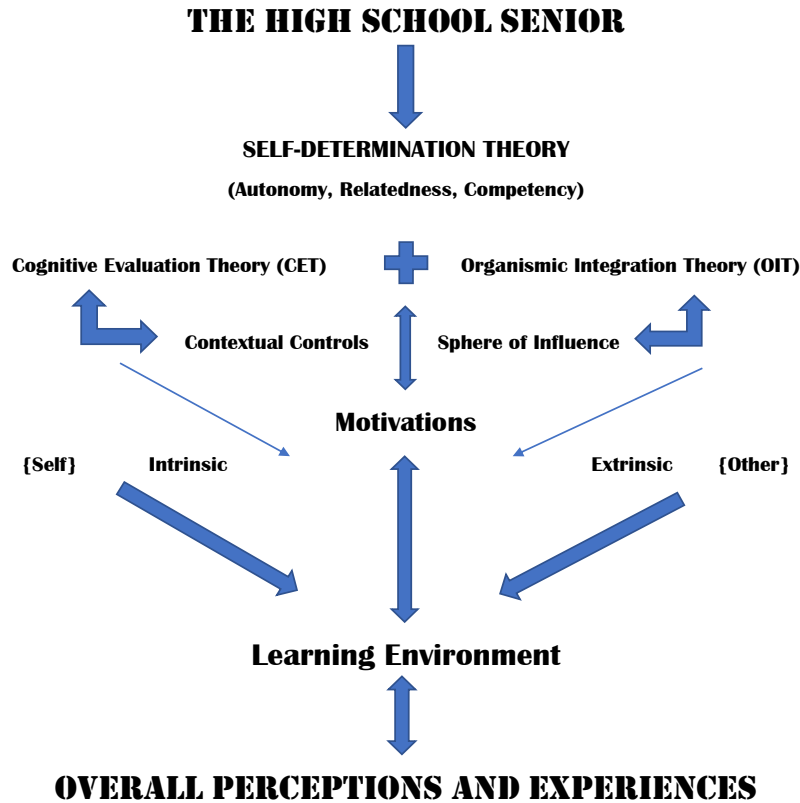 THE HIGH SCHOOL SENIOR
SELF-DETERMINATION THEORY
(Autonomy, Relatedness, Competency)
Cognitive Evaluation Theory (CET)
Organismic Integration Theory (OIT)
Contextual Controls
Sphere of Influence
Motivations
{Self}
Intrinsic
Extrinsic
{Other}
Learning Environment
OVERALL PERCEPTIONS AND EXPERIENCES